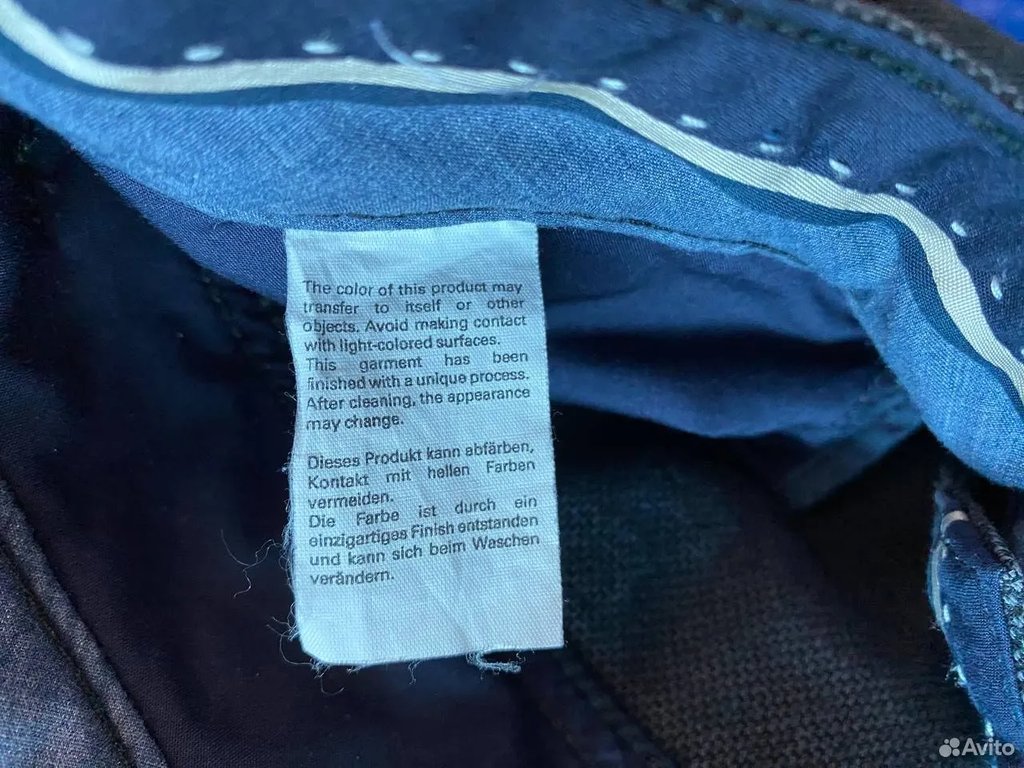 The color of this product may
transfer to itself or other
objects. Avoid making contact
with light-colored surfaces.
This garment has been
finished with a unique process.
After cleaning, the appearance
may change.
Dieses Produkt kann abfärben,
Kontakt mit hellen Farben
vermeiden.
Die Farbe ist durch ein
einzigartiges Finish entstanden
und kann sich beim Waschen
verändern.
Avito